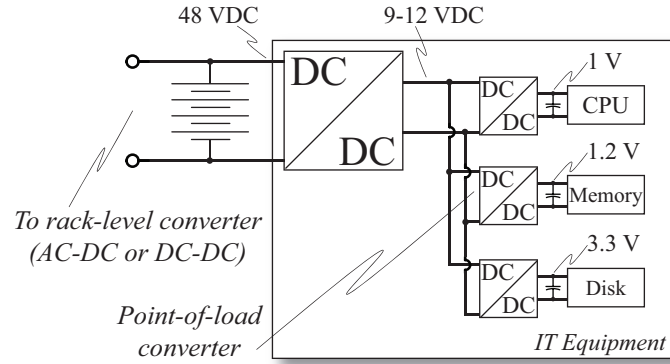 48 VDC
9-12 VDC
DC
DC
DC
DC
1 V
CPU
DC
DC
1.2 V
Memory
DC
DC
3.3 V
Disk
To rack-level converter
(AC-DC or DC-DC)
Point-of-load
converter
IT Equipment